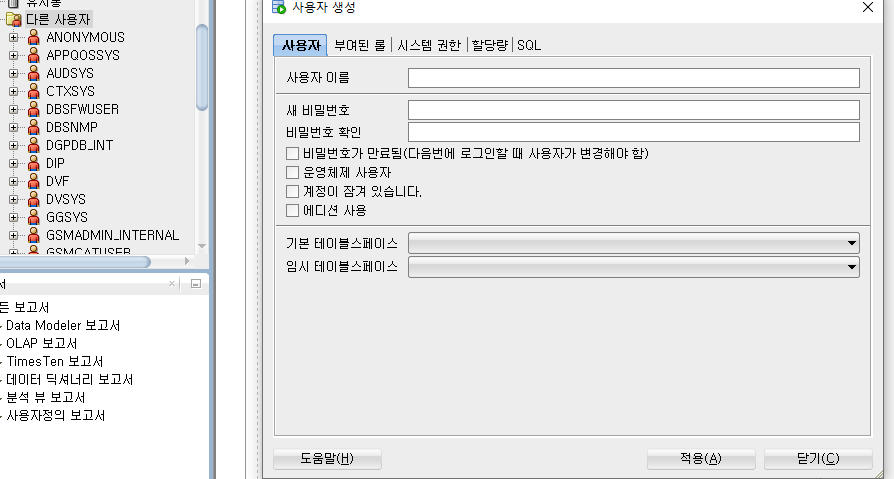 휴지통
다른 사용자
ANONYMOUS
APPQOSSYS
AUDSYS
CTXSYS
DBSFWUSER
DBSNMP
DGPDB_INT
DIP
DVF
DVSYS
GGSYS
GSMADMIN_INTERNAL
GSMCATUSER
든 보고서
Data Modeler 보고서
OLAP 보고서
TimesTen 보고서
데이터 딕셔너리 보고서
분석 뷰 보고서
사용자정의 보고서
사용자 생성
사용자 부여된 롤 시스템 권한 할당량 SQL
사용자 이름
새 비밀번호
비밀번호 확인
비밀번호가 만료됨(다음번에 로그인할 때 사용자가 변경해야 함)
운영체제 사용자
계정이 잠겨 있습니다.
에디션 사용
기본 테이블스페이스
임시 테이블스페이스
도움말(H) 적용(A) 닫기(C)